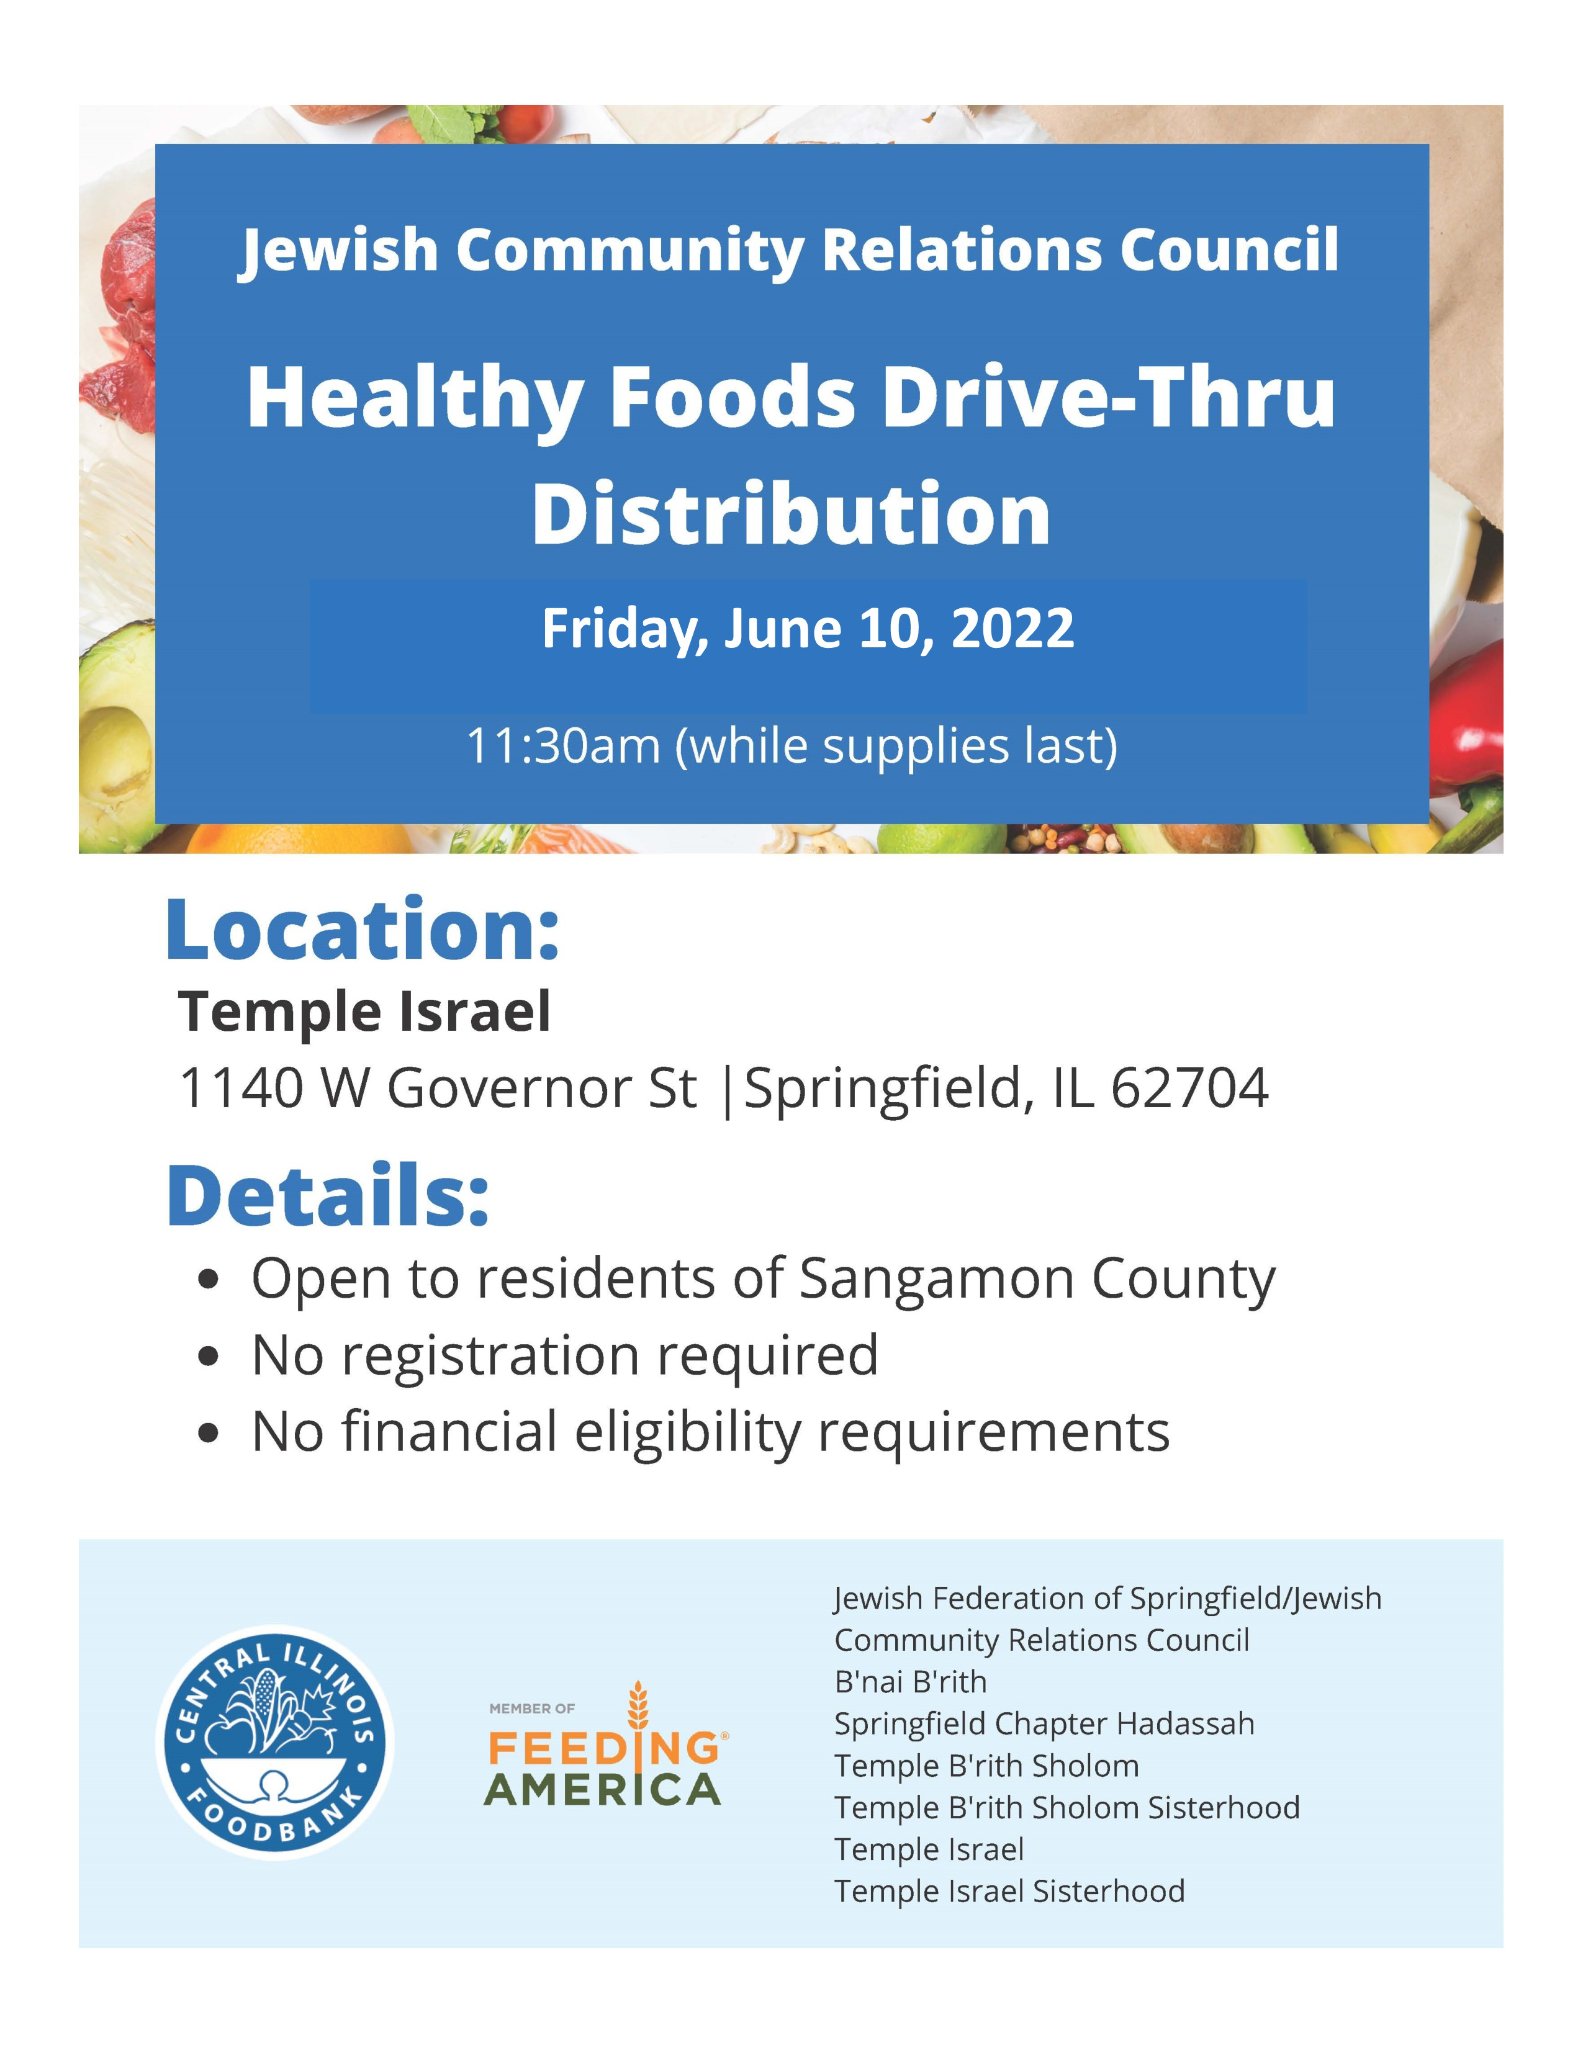 Jewish Community Relations Council
Healthy Foods Drive-Thru
Distribution
Friday, June 10, 2022
11:30am (while supplies last)
Location:
Temple Israel
1140 W Governor St |Springfield, IL 62704
Details:
• Open to residents of Sangamon County
• No registration required
• No financial eligibility requirements
CENTRAL ILLINOIS
• FOODBANK •
MEMBER OF
FEEDING®
AMERICA
Jewish Federation of Springfield/Jewish
Community Relations Council
B'nai B'rith
Springfield Chapter Hadassah
Temple B'rith Sholom
Temple B'rith Sholom Sisterhood
Temple Israel
Temple Israel Sisterhood